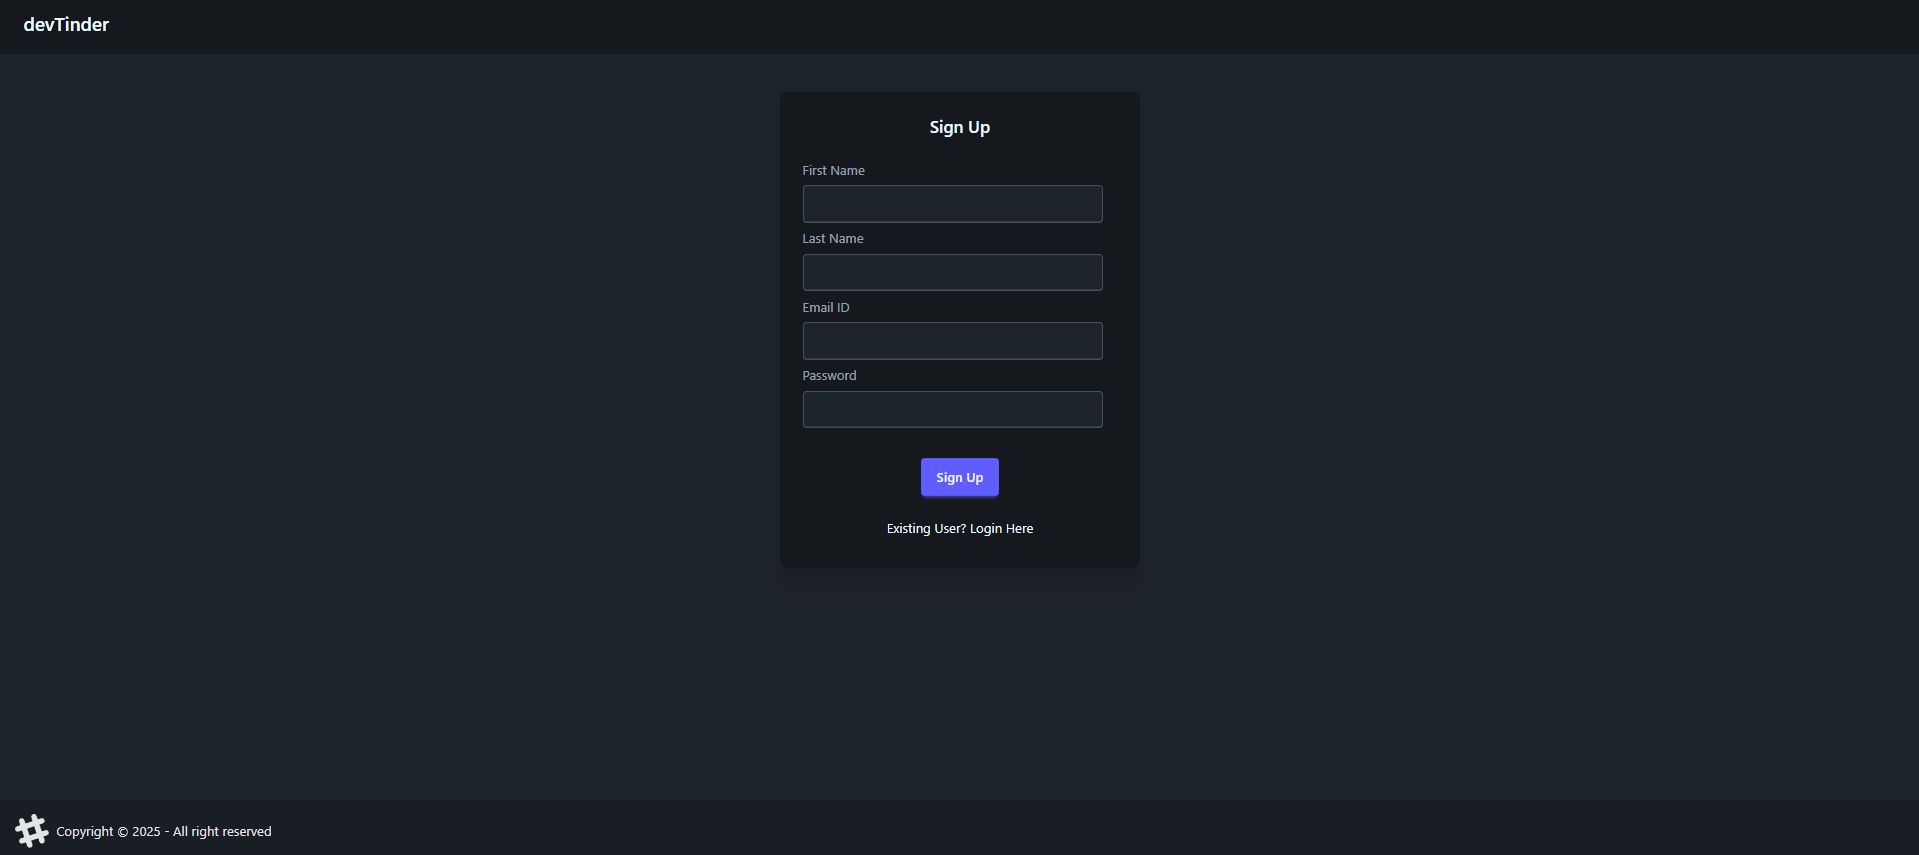 devTinder
Sign Up
First Name
Last Name
Email ID
Password
Sign Up
Existing User? Login Here
Copyright © 2025 - All right reserved